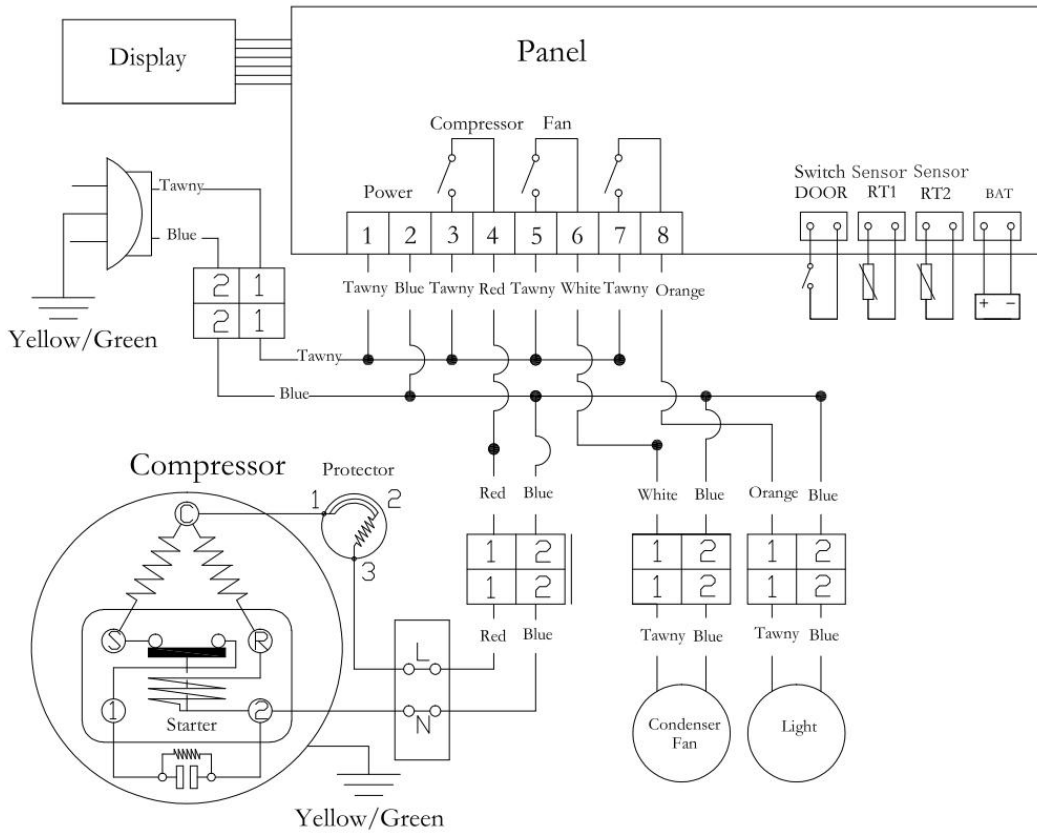 Display
Panel
Compressor Fan
Power
Switch DOOR
Sensor RT1
Sensor RT2
BAT
1 2 3 4 5 6 7 8
Tawny
Blue
2 1
2 1
Yellow/Green
Tawny Blue Tawny Red Tawny White Tawny Orange
+ -
Tawny
Blue
Compressor
Protector
1 2
3
Red Blue White Blue Orange Blue
1 2 1 2 1 2
1 2 1 2 1 2
Red Blue Tawny Blue Tawny Blue
C
S R
1 2
Starter
L
N
Condenser Fan
Light
Yellow/Green